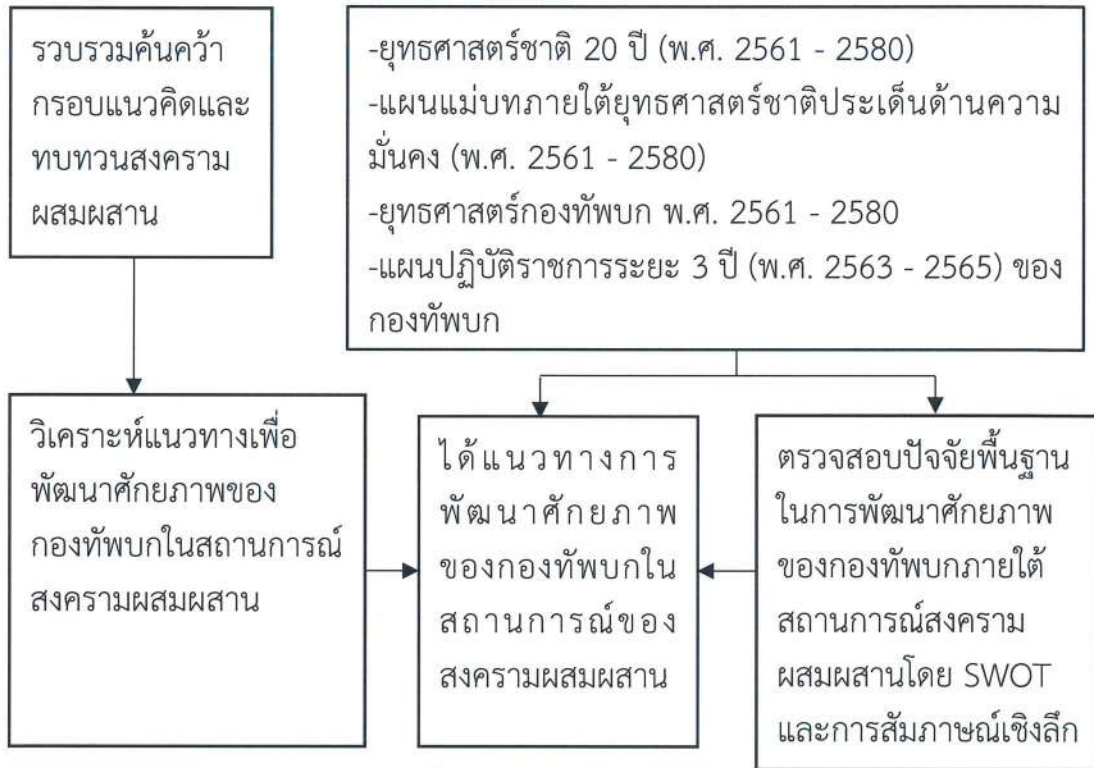 รวบรวมค้นคว้า
กรอบแนวคิดและ
ทบทวนสงคราม
ผสมผสาน
-ยุทธศาสตร์ชาติ 20 ปี (พ.ศ. 2561 - 2580)
-แผนแม่บทภายใต้ยุทธศาสตร์ชาติประเด็นด้านความ
มั่นคง (พ.ศ. 2561 - 2580)
-ยุทธศาสตร์กองทัพบก พ.ศ. 2561 - 2580
-แผนปฏิบัติราชการระยะ 3 ปี (พ.ศ. 2563 - 2565) ของ
กองทัพบก
วิเคราะห์แนวทางเพื่อ
พัฒนาศักยภาพของ
กองทัพบกในสถานการณ์
สงครามผสมผสาน
ได้แนวทางการ
พัฒนาศักยภาพ
ของกองทัพบกใน
สถานการณ์ของ
สงครามผสมผสาน
ตรวจสอบปัจจัยพื้นฐาน
ในการพัฒนาศักยภาพ
ของกองทัพบกภายใต้
สถานการณ์สงคราม
ผสมผสานโดย SWOT
และการสัมภาษณ์เชิงลึก